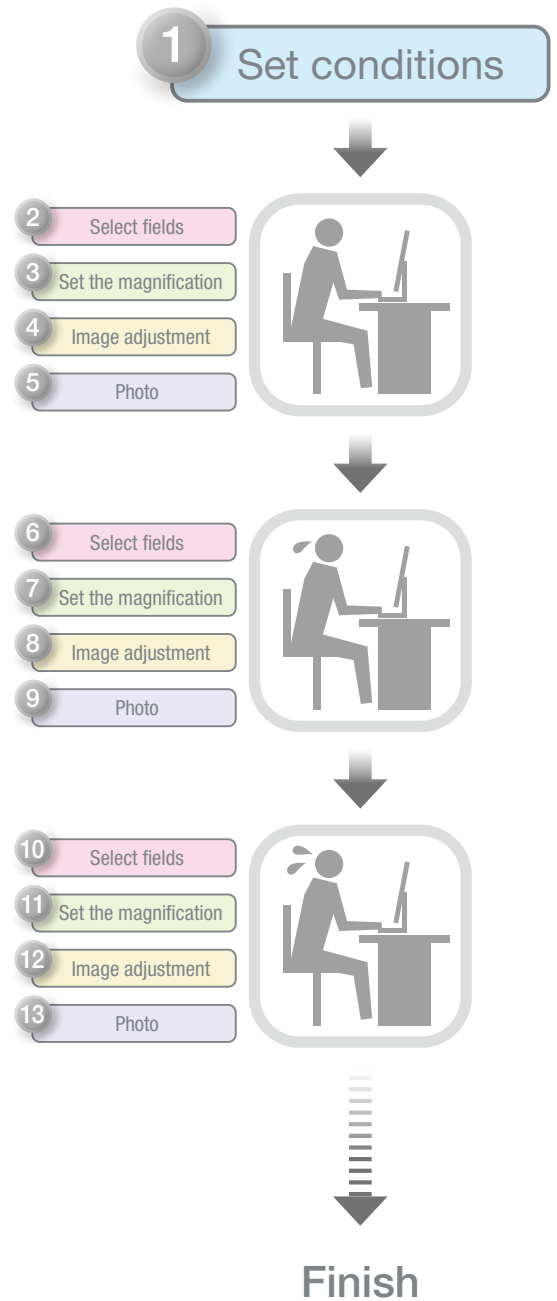 1 Set conditions
2 Select fields
3 Set the magnification
4 Image adjustment
5 Photo
6 Select fields
7 Set the magnification
8 Image adjustment
9 Photo
10 Select fields
11 Set the magnification
12 Image adjustment
13 Photo
Finish